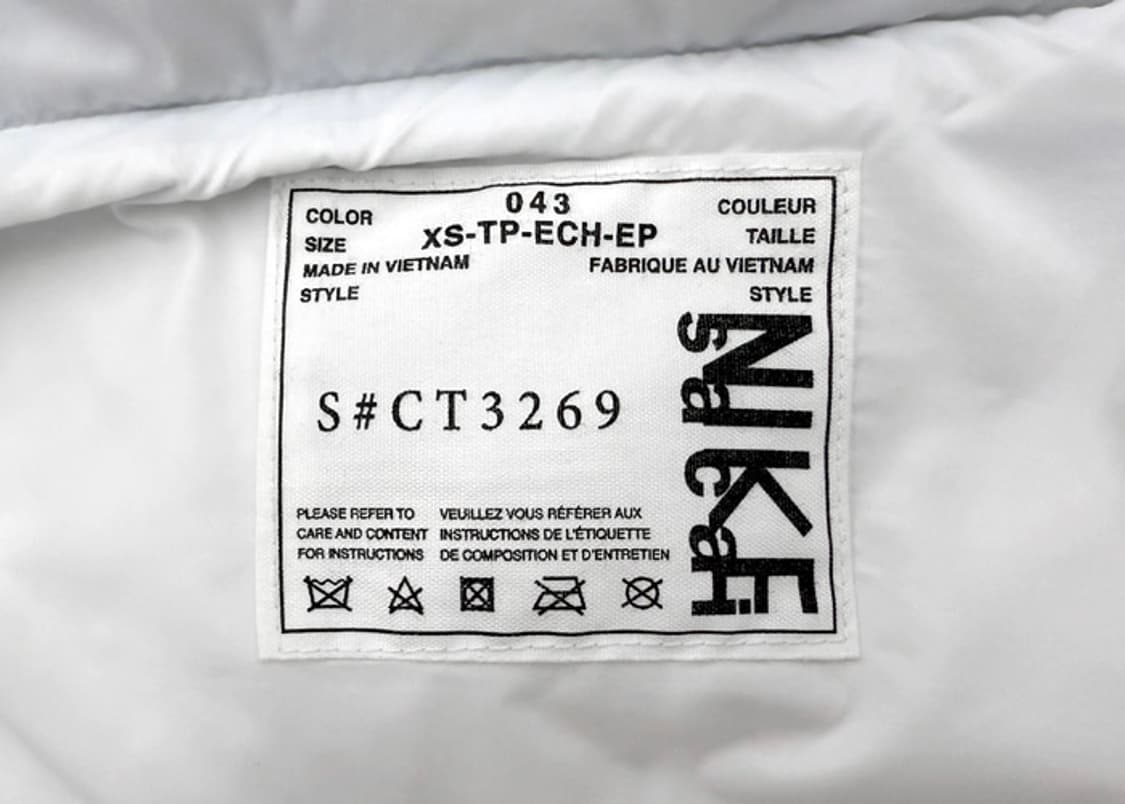 COLOR 043 COULEUR
SIZE XS-TP-ECH-EP TAILLE
MADE IN VIETNAM FABRIQUE AU VIETNAM
STYLE STYLE
S#CT3269
PLEASE REFER TO
CARE AND CONTENT
FOR INSTRUCTIONS
VEUILLEZ VOUS RÉFÉRER AUX
INSTRUCTIONS DE L'ÉTIQUETTE
DE COMPOSITION ET D'ENTRETIEN
NIKE
sacai